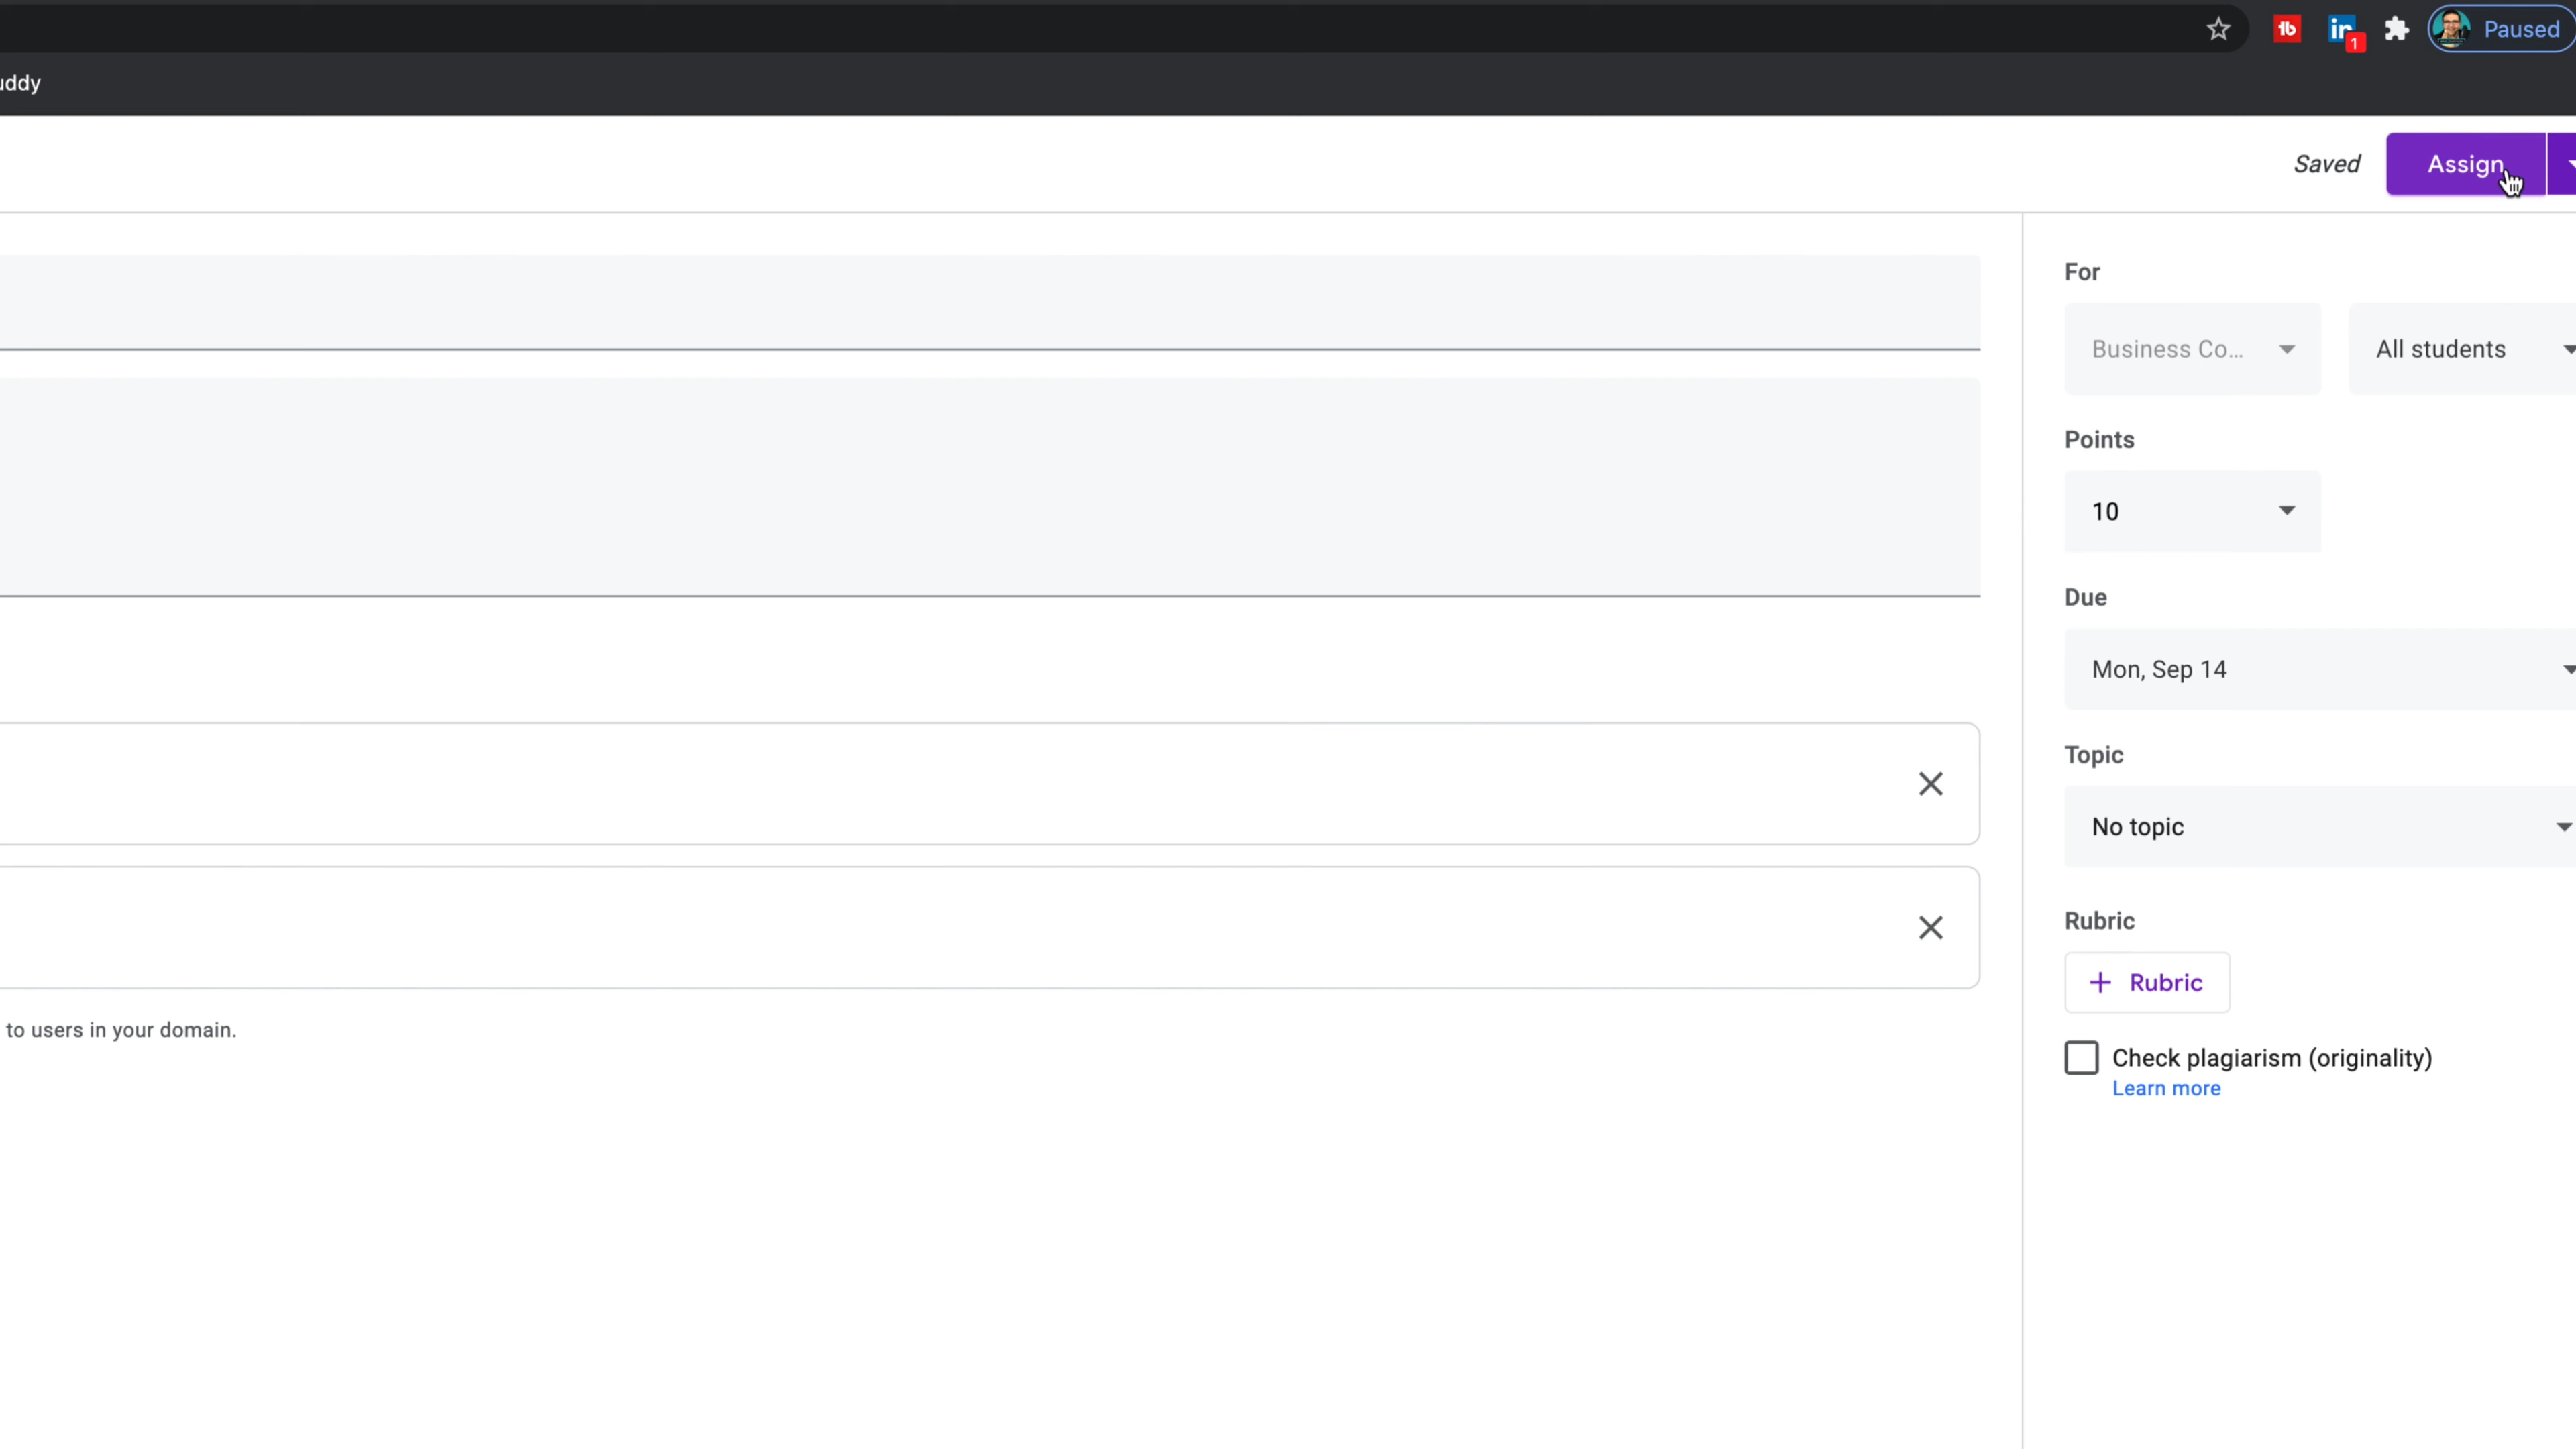 Paused
uddy
Saved
Assign
For
Business Co...
All students
Points
10
Due
Mon, Sep 14
Topic
No topic
Rubric
+ Rubric
to users in your domain.
Check plagiarism (originality)
Learn more